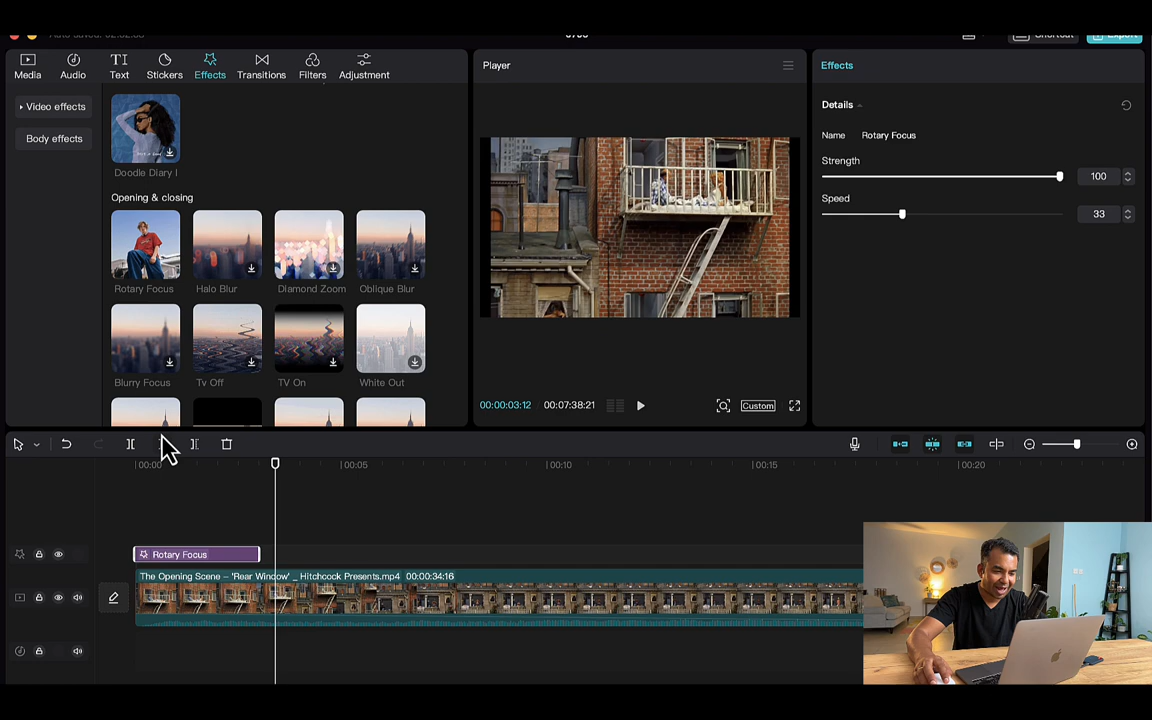 Media
Audio
Text
Stickers
Effects
Transitions
Filters
Adjustment
Video effects
Body effects
Doodle Diary I
Opening & closing
Rotary Focus
Halo Blur
Diamond Zoom
Oblique Blur
Blurry Focus
Tv Off
TV On
White Out
Player
00:00:03:12
00:07:38:21
Custom
Shortcut
Export
Effects
Details
Name
Rotary Focus
Strength
100
Speed
33
00:00
00:05
00:10
00:15
00:20
Rotary Focus
The Opening Scene – 'Rear Window' _ Hitchcock Presents.mp4 00:00:34:16